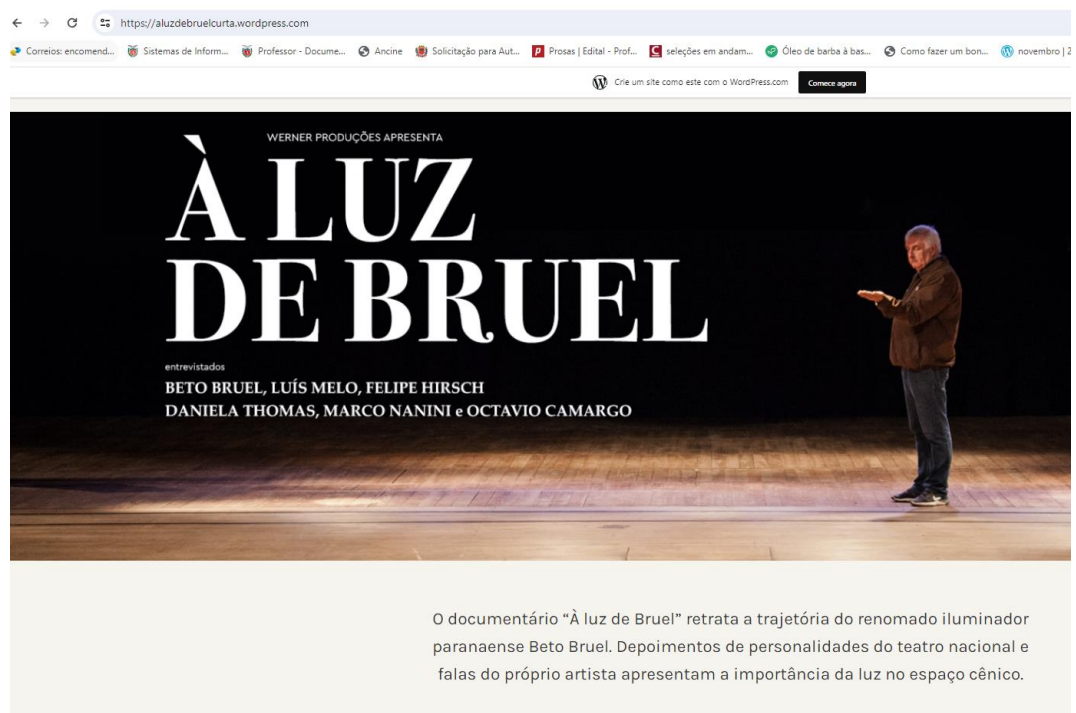 https://aluzdebruelcurta.wordpress.com
Correios: encomend... Sistemas de Inform... Professor - Docume... Ancine Solicitação para Aut... Prosas | Edital - Prof... seleções em andam... Óleo de barba à bas... Como fazer um bon... novembro | 2
Crie um site como este com o WordPress.com Comece agora
WERNER PRODUÇÕES APRESENTA
À LUZ
DE BRUEL
entrevistados
BETO BRUEL, LUÍS MELO, FELIPE HIRSCH
DANIELA THOMAS, MARCO NANINI e OCTAVIO CAMARGO
O documentário “À luz de Bruel” retrata a trajetória do renomado iluminador
paranaense Beto Bruel. Depoimentos de personalidades do teatro nacional e
falas do próprio artista apresentam a importância da luz no espaço cênico.